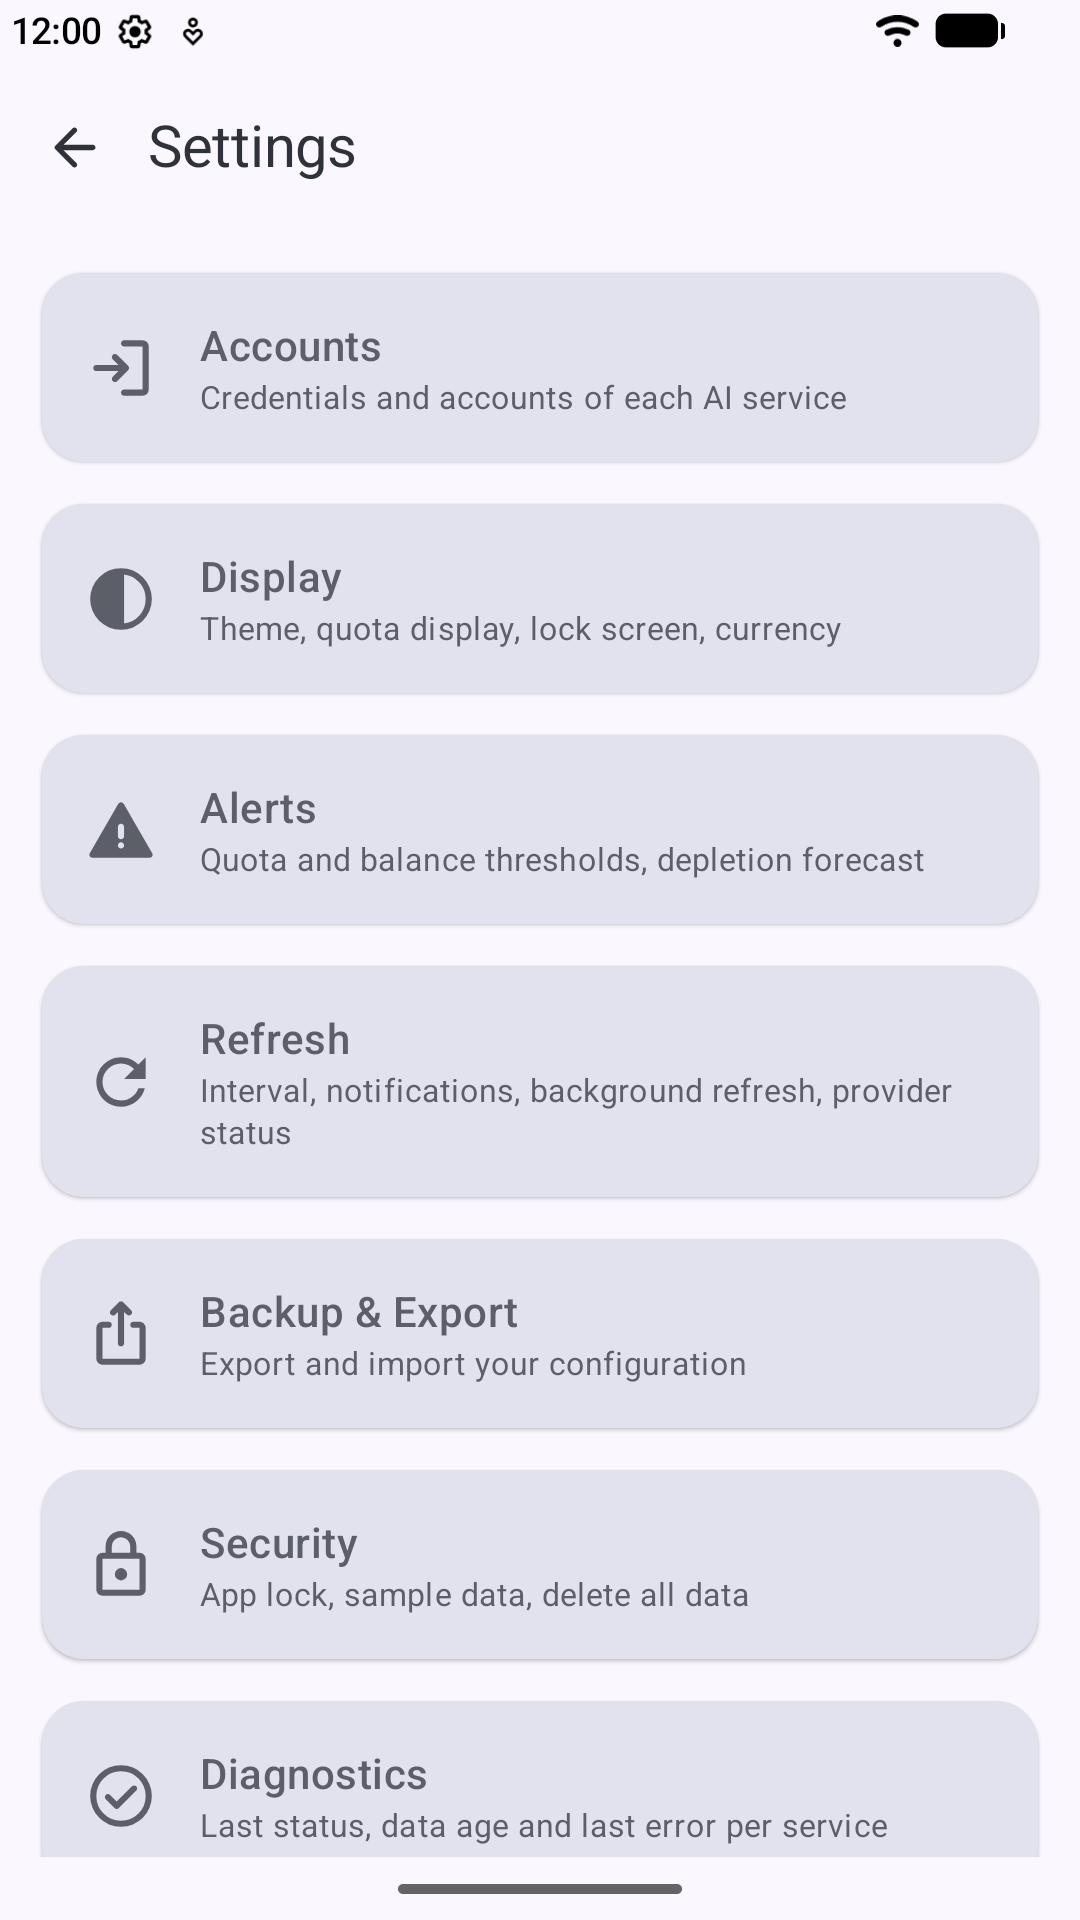 12:00
Settings
Accounts
Credentials and accounts of each AI service
Display
Theme, quota display, lock screen, currency
Alerts
Quota and balance thresholds, depletion forecast
Refresh
Interval, notifications, background refresh, provider
status
Backup & Export
Export and import your configuration
Security
App lock, sample data, delete all data
Diagnostics
Last status, data age and last error per service